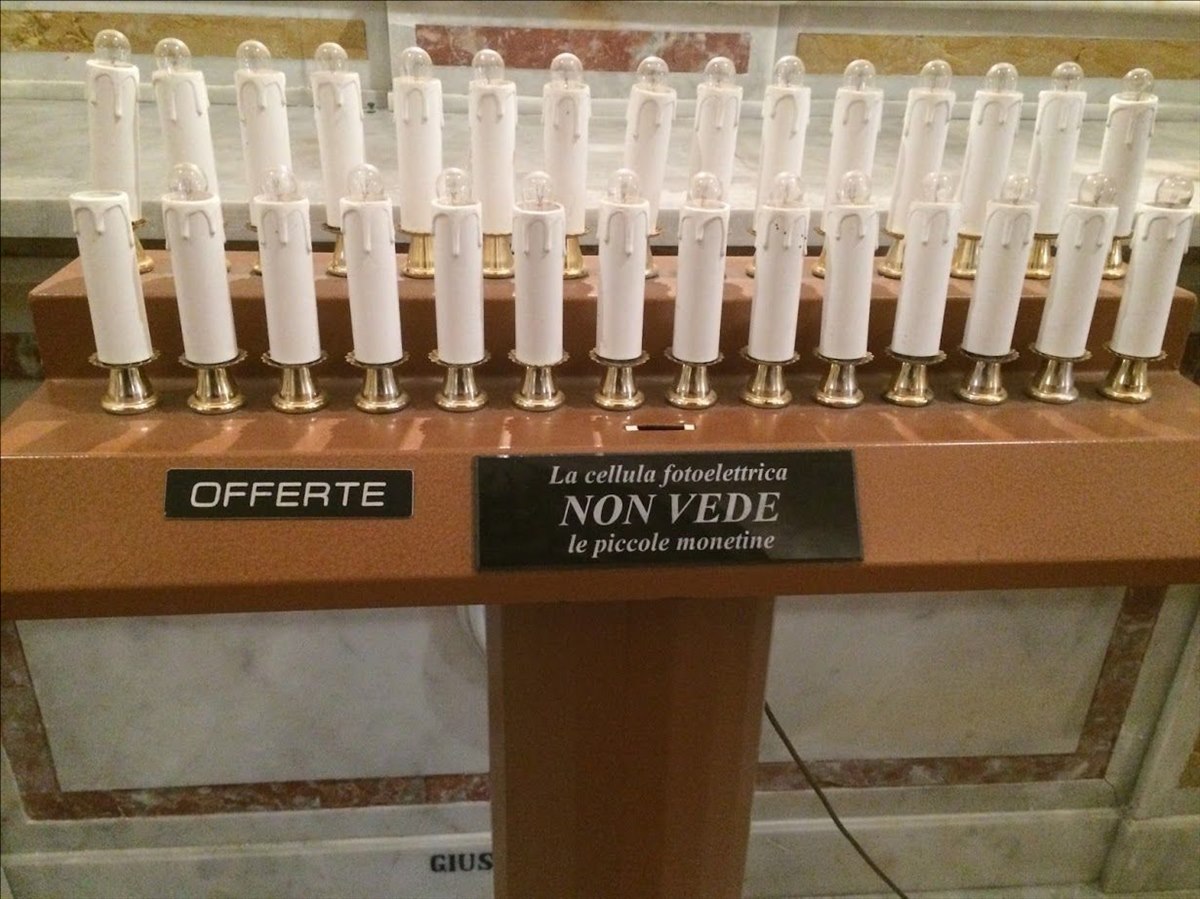 OFFERTE
La cellula fotoelettrica
NON VEDE
le piccole monetine
GIUS